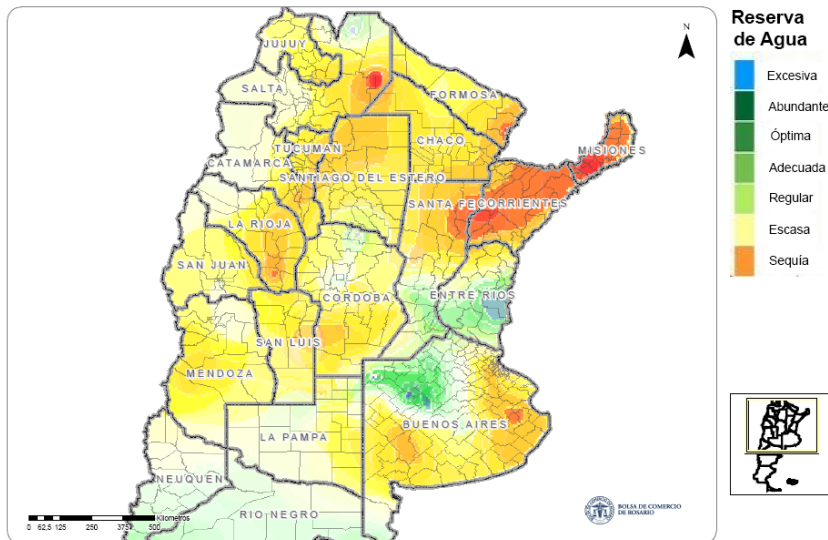 N
JUJUY
SALTA
FORMOSA
CHACO
MISIONES
TUCUMAN
CATAMARCA
SANTIAGO DEL ESTERO
SANTA FE
CORRIENTES
LA RIOJA
SAN JUAN
CORDOBA
ENTRE RIOS
SAN LUIS
MENDOZA
BUENOS AIRES
LA PAMPA
NEUQUEN
RIO NEGRO
0 62,5 125 250 375 500 Kilometros
BOLSA DE COMERCIO
DE ROSARIO
Reserva
de Agua
Excesiva
Abundante
Óptima
Adecuada
Regular
Escasa
Sequía